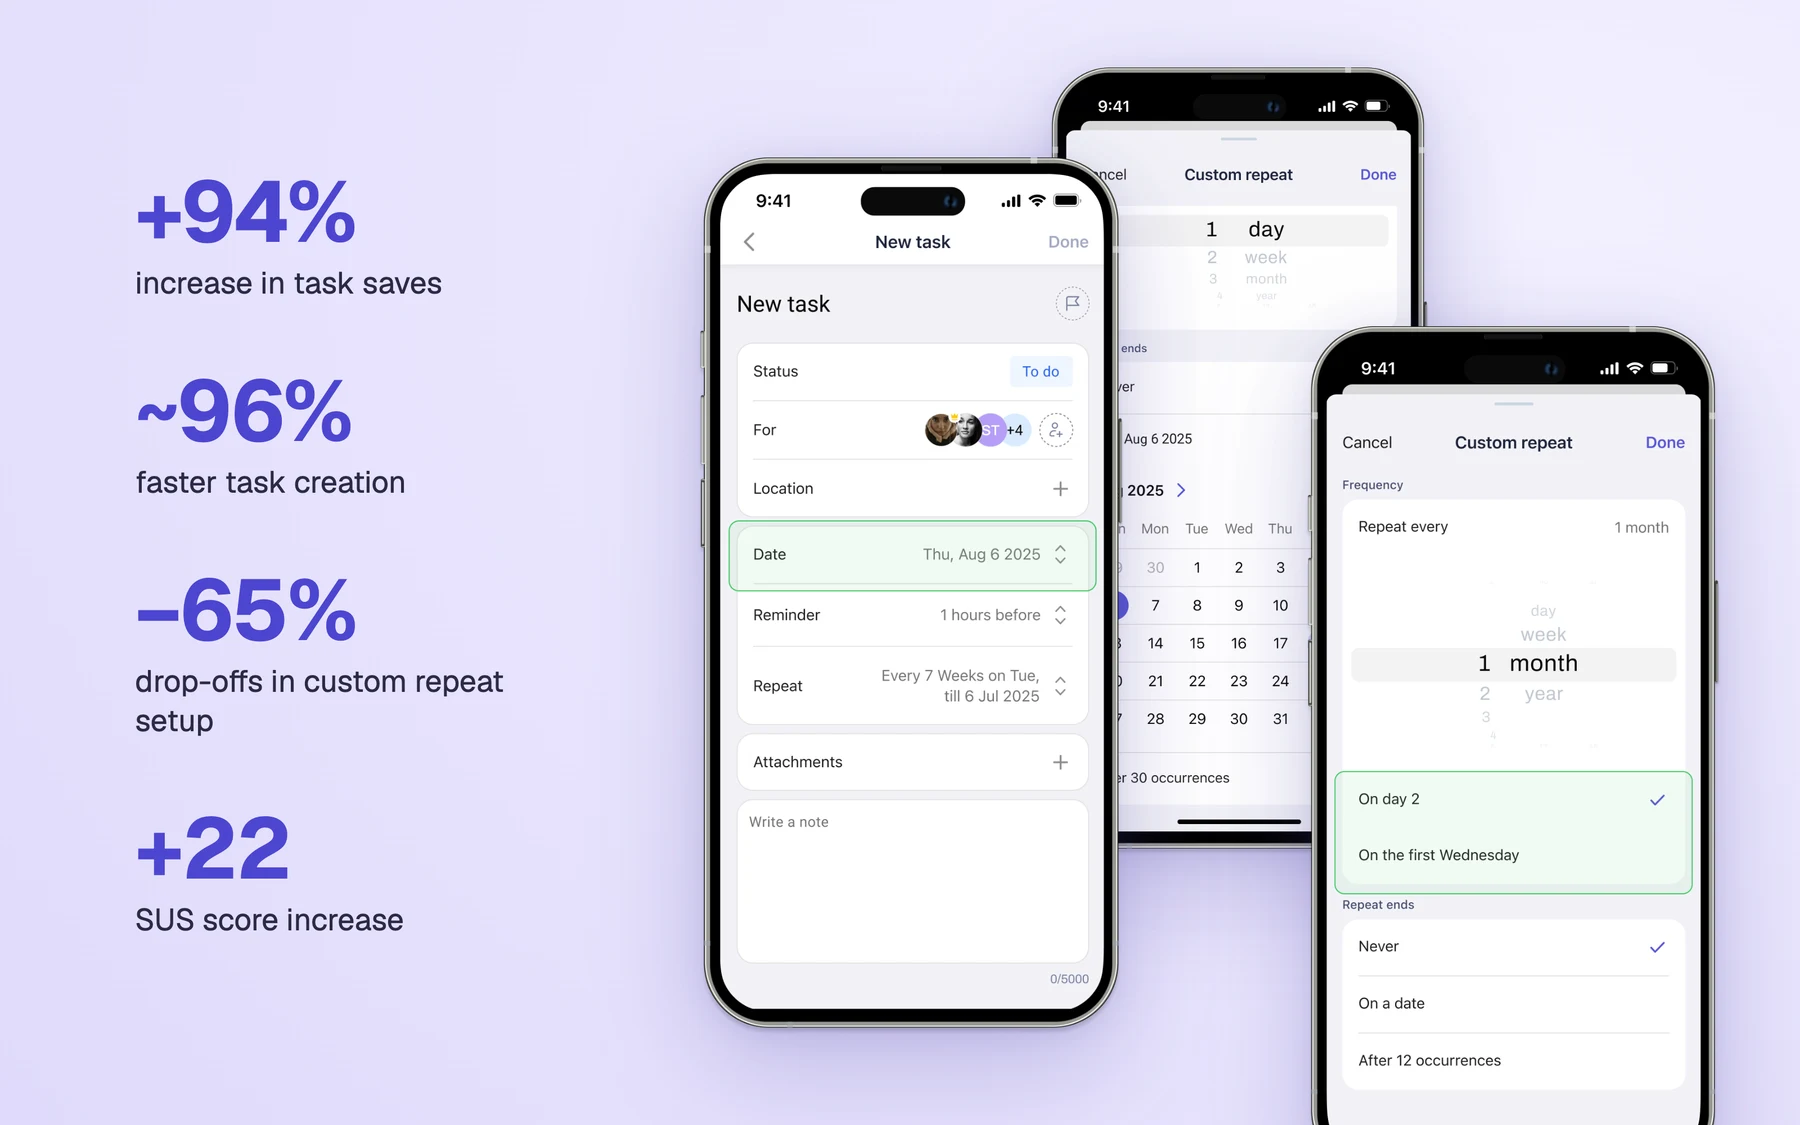 +94%
increase in task saves
~96%
faster task creation
–65%
drop-offs in custom repeat
setup
+22
SUS score increase
9:41
New task
Done
New task
Status
To do
For
ST
+4
Location
Date
Thu, Aug 6 2025
Reminder
1 hours before
Repeat
Every 7 Weeks on Tue,
till 6 Jul 2025
Attachments
Write a note
0/5000
9:41
Custom repeat
Done
1 day
2 week
3 month
4 year
ends
Aug 6 2025
2025
Mon Tue Wed Thu
30 1 2 3
7 8 9 10
14 15 16 17
21 22 23 24
28 29 30 31
30 occurrences
9:41
Cancel
Custom repeat
Done
Frequency
Repeat every
1 month
day
week
1 month
2 year
3
4
On day 2
On the first Wednesday
Repeat ends
Never
On a date
After 12 occurrences